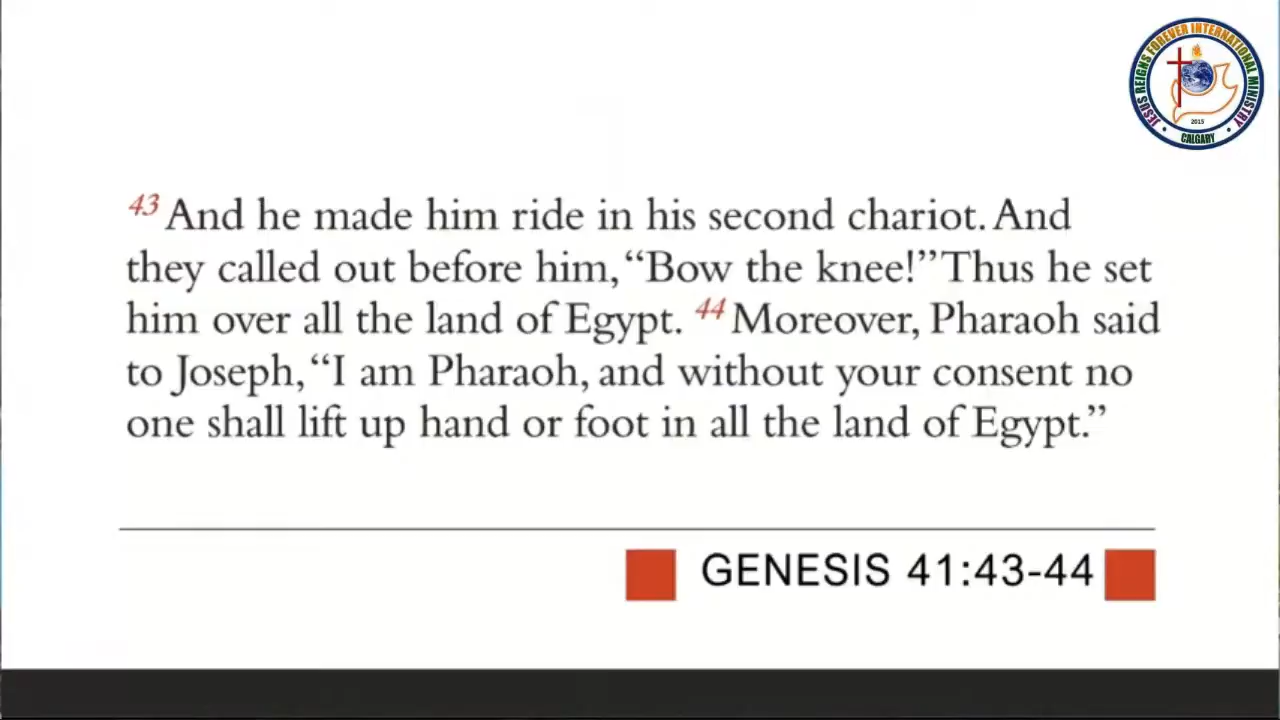 JESUS REIGNS FOREVER INTERNATIONAL MINISTRY
2015
CALGARY
43 And he made him ride in his second chariot. And
they called out before him, “Bow the knee!” Thus he set
him over all the land of Egypt. 44 Moreover, Pharaoh said
to Joseph, “I am Pharaoh, and without your consent no
one shall lift up hand or foot in all the land of Egypt.”
GENESIS 41:43-44